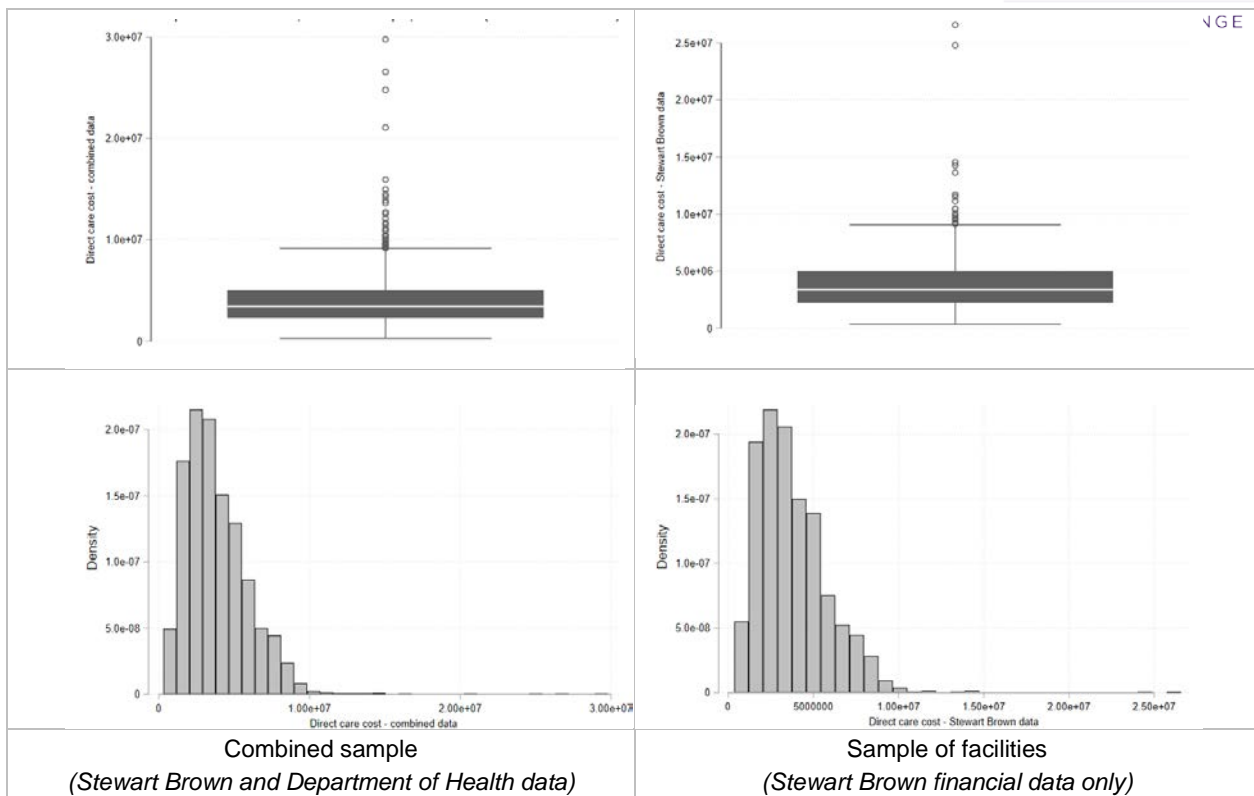 NGE
3.0e+07
2.0e+07
1.0e+07
0
Direct care cost - combined data
2.5e+07
2.0e+07
1.5e+07
1.0e+07
5.0e+06
0
Direct care cost - Stewart Brown data
2.0e-07
1.5e-07
1.0e-07
5.0e-08
0
Density
0
1.00e+07
2.00e+07
3.00e+07
Direct care cost - combined data
2.0e-07
1.5e-07
1.0e-07
5.0e-08
0
Density
0
5000000
1.00e+07
1.50e+07
2.00e+07
2.50e+07
Direct care cost - Stewart Brown data
Combined sample
(Stewart Brown and Department of Health data)
Sample of facilities
(Stewart Brown financial data only)